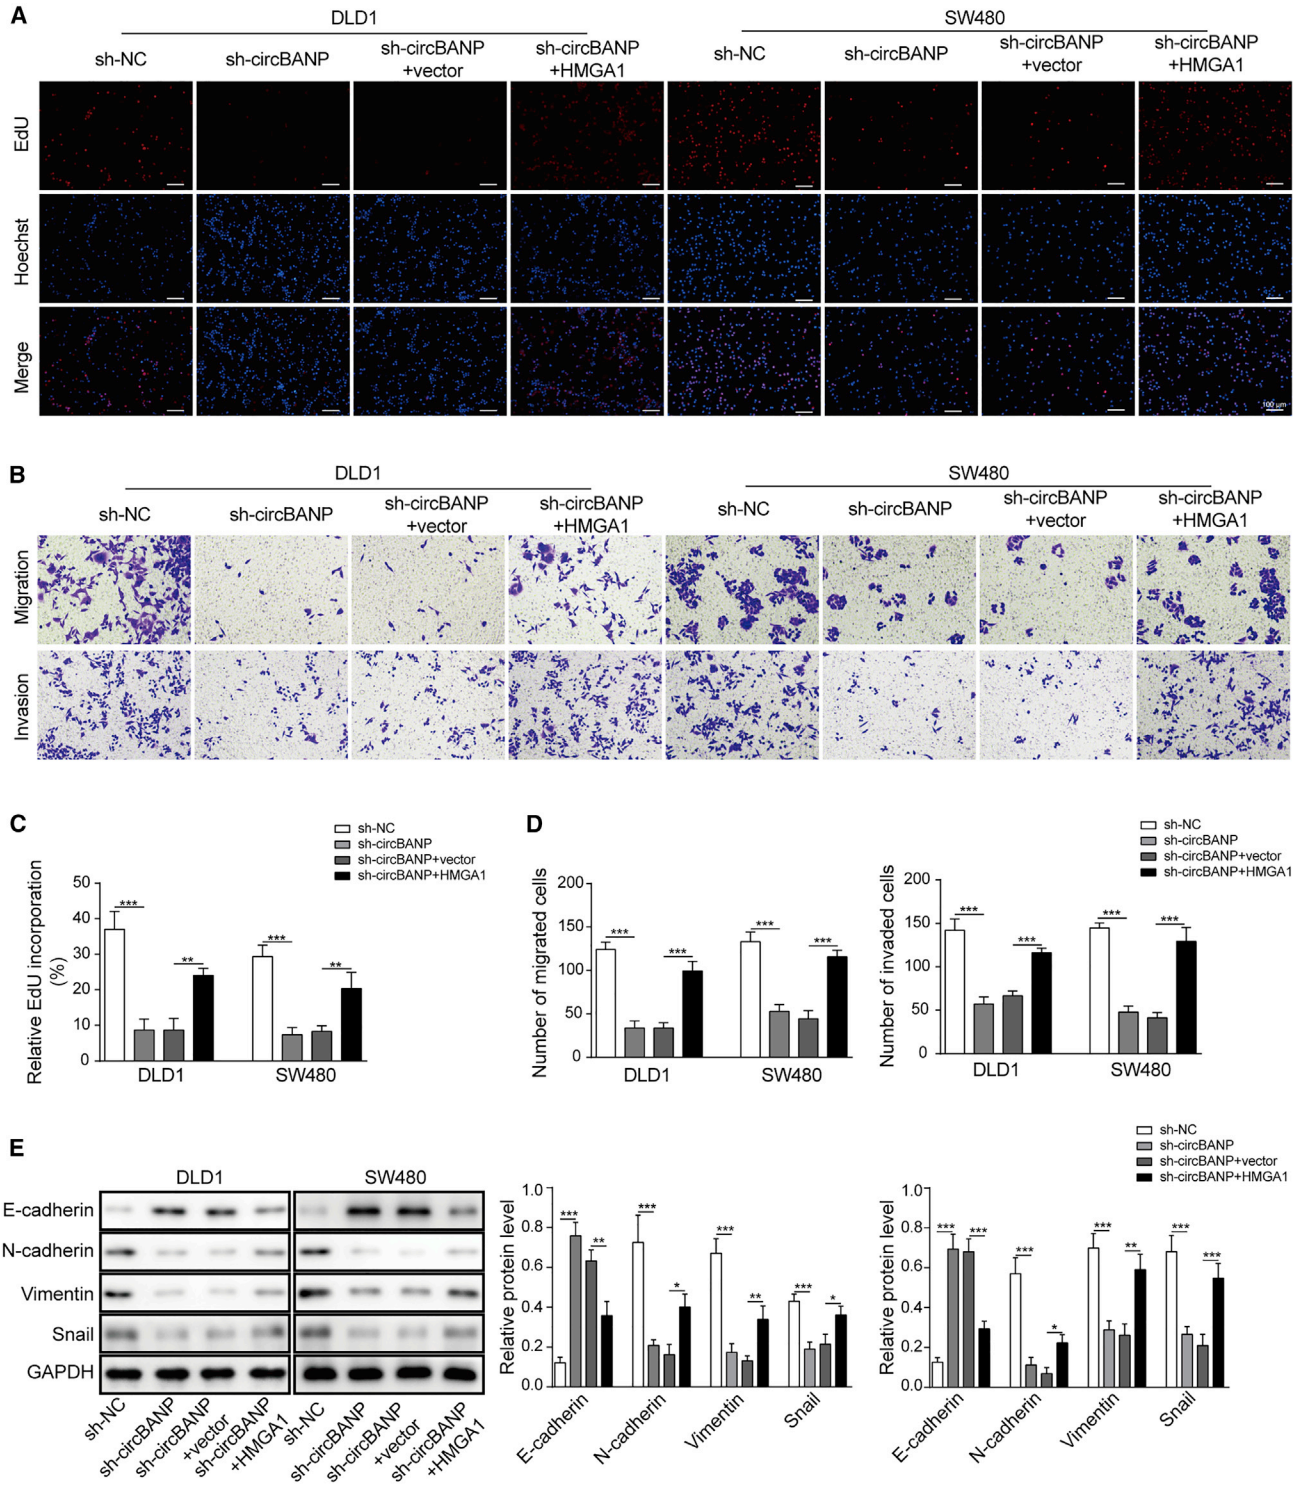 A
DLD1
SW480
sh-NC
sh-circBANP
sh-circBANP
+vector
sh-circBANP
+HMGA1
sh-NC
sh-circBANP
sh-circBANP
+vector
sh-circBANP
+HMGA1
EdU
Hoechst
Merge
100 μm
B
DLD1
SW480
sh-NC
sh-circBANP
sh-circBANP
+vector
sh-circBANP
+HMGA1
sh-NC
sh-circBANP
sh-circBANP
+vector
sh-circBANP
+HMGA1
Migration
Invasion
C
sh-NC
sh-circBANP
sh-circBANP+vector
sh-circBANP+HMGA1
Relative EdU incorporation
(%)
50
40
30
20
10
0
***
**
***
**
DLD1
SW480
D
Number of migrated cells
200
150
100
50
0
***
***
***
***
DLD1
SW480
sh-NC
sh-circBANP
sh-circBANP+vector
sh-circBANP+HMGA1
Number of invaded cells
200
150
100
50
0
***
***
***
***
DLD1
SW480
E
DLD1
SW480
E-cadherin
N-cadherin
Vimentin
Snail
GAPDH
sh-NC
sh-circBANP
sh-circBANP
+vector
sh-circBANP
+HMGA1
sh-NC
sh-circBANP
sh-circBANP
+vector
sh-circBANP
+HMGA1
Relative protein level
1.0
0.8
0.6
0.4
0.2
0.0
***
**
***
*
***
**
***
*
E-cadherin
N-cadherin
Vimentin
Snail
sh-NC
sh-circBANP
sh-circBANP+vector
sh-circBANP+HMGA1
Relative protein level
1.0
0.8
0.6
0.4
0.2
0.0
***
***
***
*
***
**
***
***
E-cadherin
N-cadherin
Vimentin
Snail